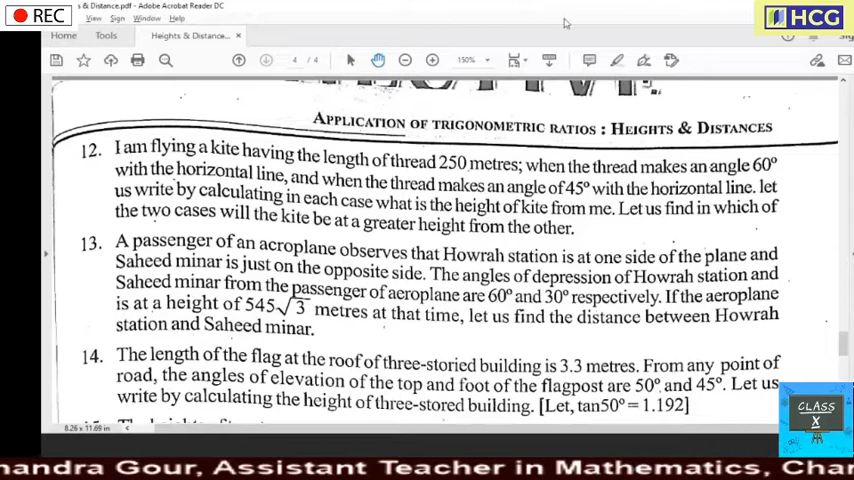 REC
s & Distance.pdf - Adobe Acrobat Reader DC
HCG
View Sign Window Help
Home Tools Heights & Distance...
4 / 4 150%
APPLICATION OF TRIGONOMETRIC RATIOS : HEIGHTS & DISTANCES
12. I am flying a kite having the length of thread 250 metres; when the thread makes an angle 60°
with the horizontal line, and when the thread makes an angle of 45° with the horizontal line. let
us write by calculating in each case what is the height of kite from me. Let us find in which of
the two cases will the kite be at a greater height from the other.
13. A passenger of an acroplane observes that Howrah station is at one side of the plane and
Saheed minar is just on the opposite side. The angles of depression of Howrah station and
Saheed minar from the passenger of aeroplane are 60° and 30° respectively. If the aeroplane
is at a height of 545√3 metres at that time, let us find the distance between Howrah
station and Saheed minar.
14. The length of the flag at the roof of three-storied building is 3.3 metres. From any point of
road, the angles of elevation of the top and foot of the flagpost are 50° and 45°. Let us
write by calculating the height of three-stored building. [Let, tan50° = 1.192]
8.26 x 11.69 in
CLASS
X
handra Gour, Assistant Teacher in Mathematics, Chan